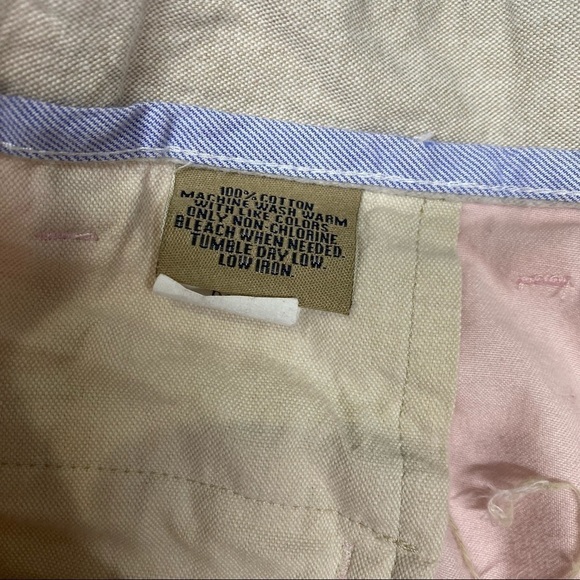 100% COTTON
MACHINE WASH WARM
WITH LIKE COLORS.
ONLY NON-CHLORINE
BLEACH WHEN NEEDED.
TUMBLE DRY LOW.
LOW IRON.